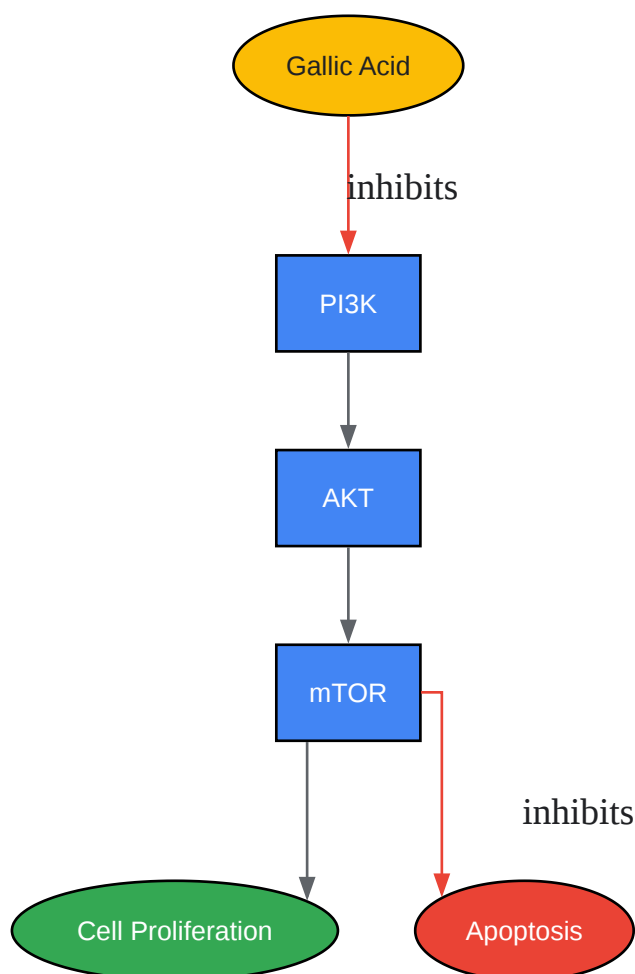 Gallic Acid
inhibits
PI3K
AKT
mTOR
inhibits
Cell Proliferation
Apoptosis